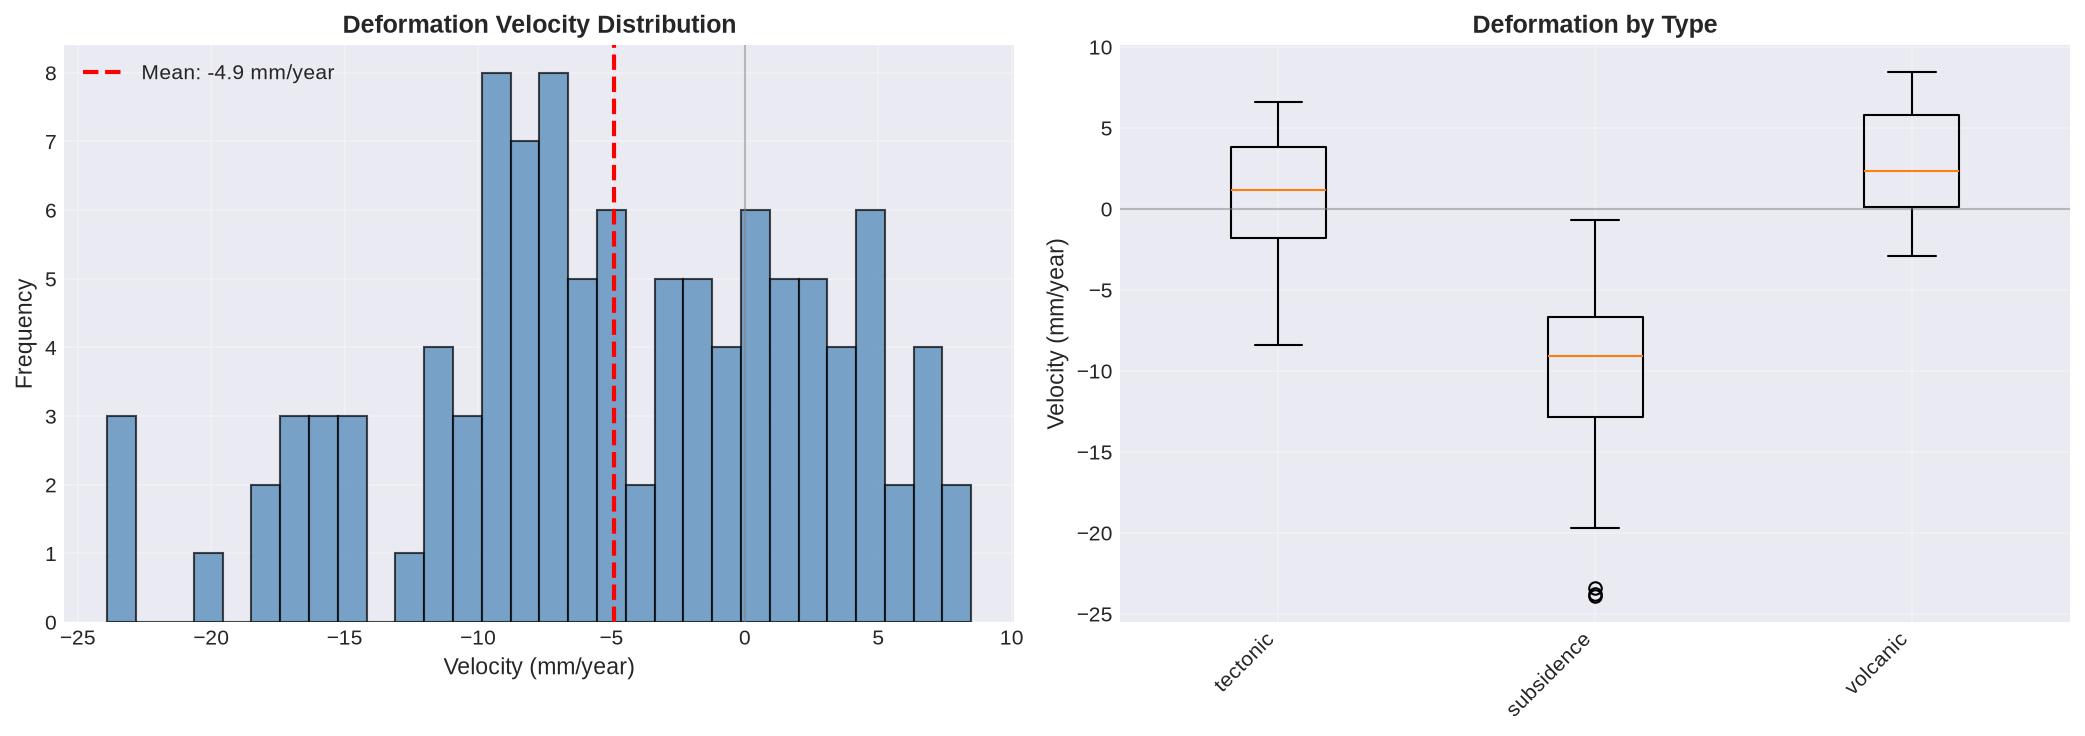 Deformation Velocity Distribution
Mean: -4.9 mm/year
Frequency
8
7
6
5
4
3
2
1
0
−25 −20 −15 −10 −5 0 5 10
Velocity (mm/year)
Deformation by Type
Velocity (mm/year)
10
5
0
−5
−10
−15
−20
−25
tectonic
subsidence
volcanic